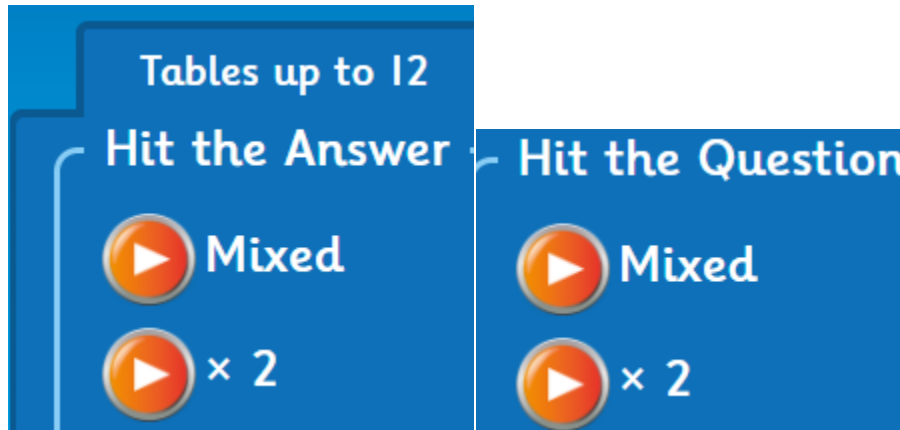 Tables up to 12
Hit the Answer
Mixed
× 2
Hit the Question
Mixed
× 2